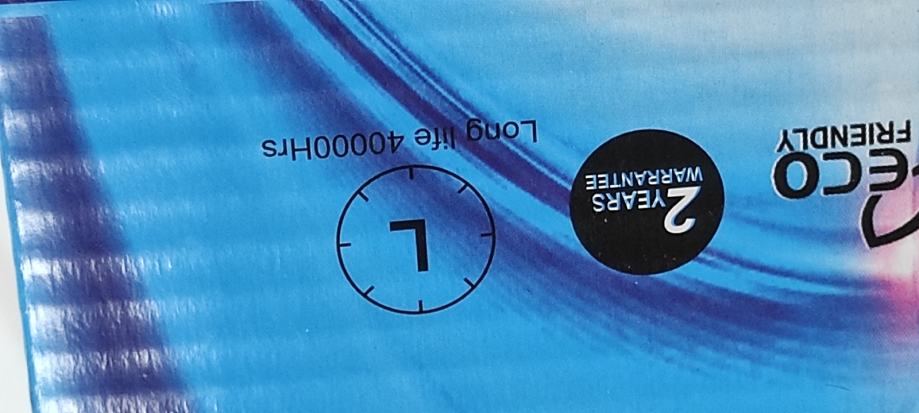 ECO
FRIENDLY
2 YEARS
WARRANTEE
L
Long life 40000Hrs